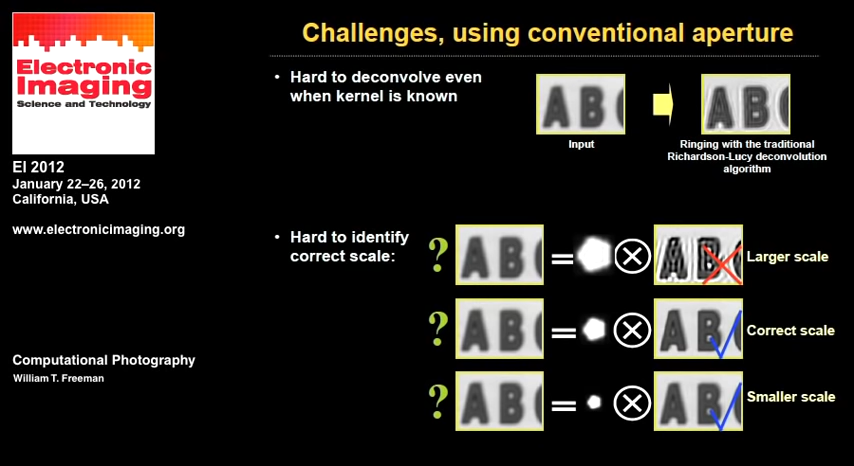 Electronic
Imaging
Science and Technology
EI 2012
January 22–26, 2012
California, USA
www.electronicimaging.org
Computational Photography
William T. Freeman
Challenges, using conventional aperture
• Hard to deconvolve even
when kernel is known
A B
Input
A B
Ringing with the traditional
Richardson-Lucy deconvolution
algorithm
• Hard to identify
correct scale:
? A B = ⊗ A B Larger scale
? A B = ⊗ A B Correct scale
? A B = ⊗ A B Smaller scale